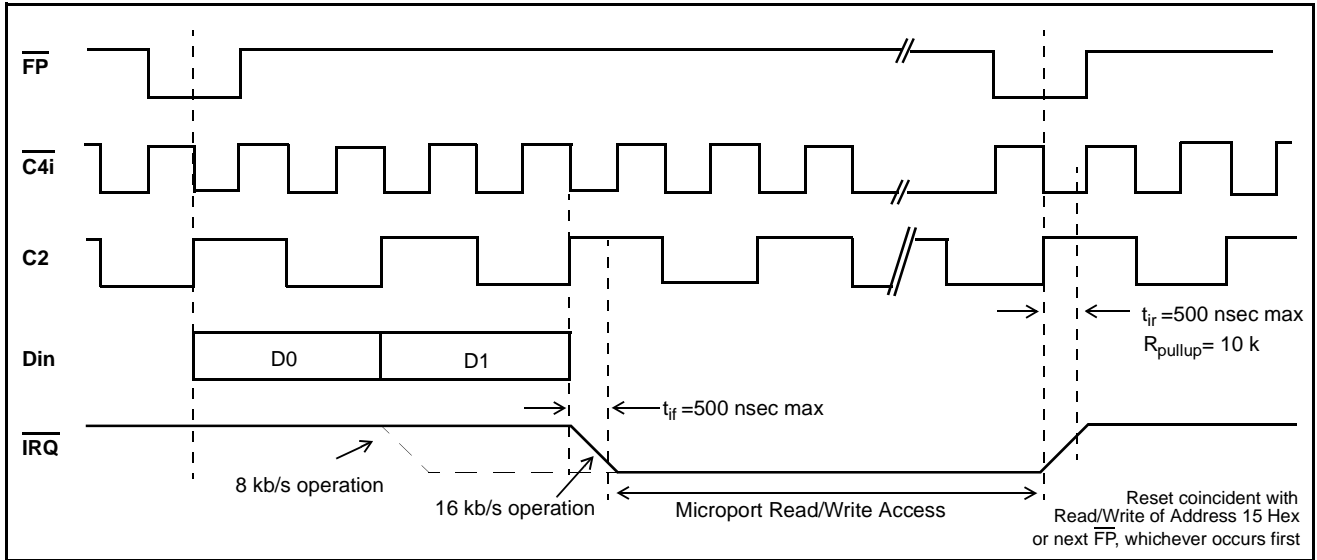 FP
C4i
C2
t_ir =500 nsec max
R_pullup= 10 k
Din
D0
D1
t_if =500 nsec max
IRQ
8 kb/s operation
16 kb/s operation
Microport Read/Write Access
Reset coincident with
Read/Write of Address 15 Hex
or next FP, whichever occurs first